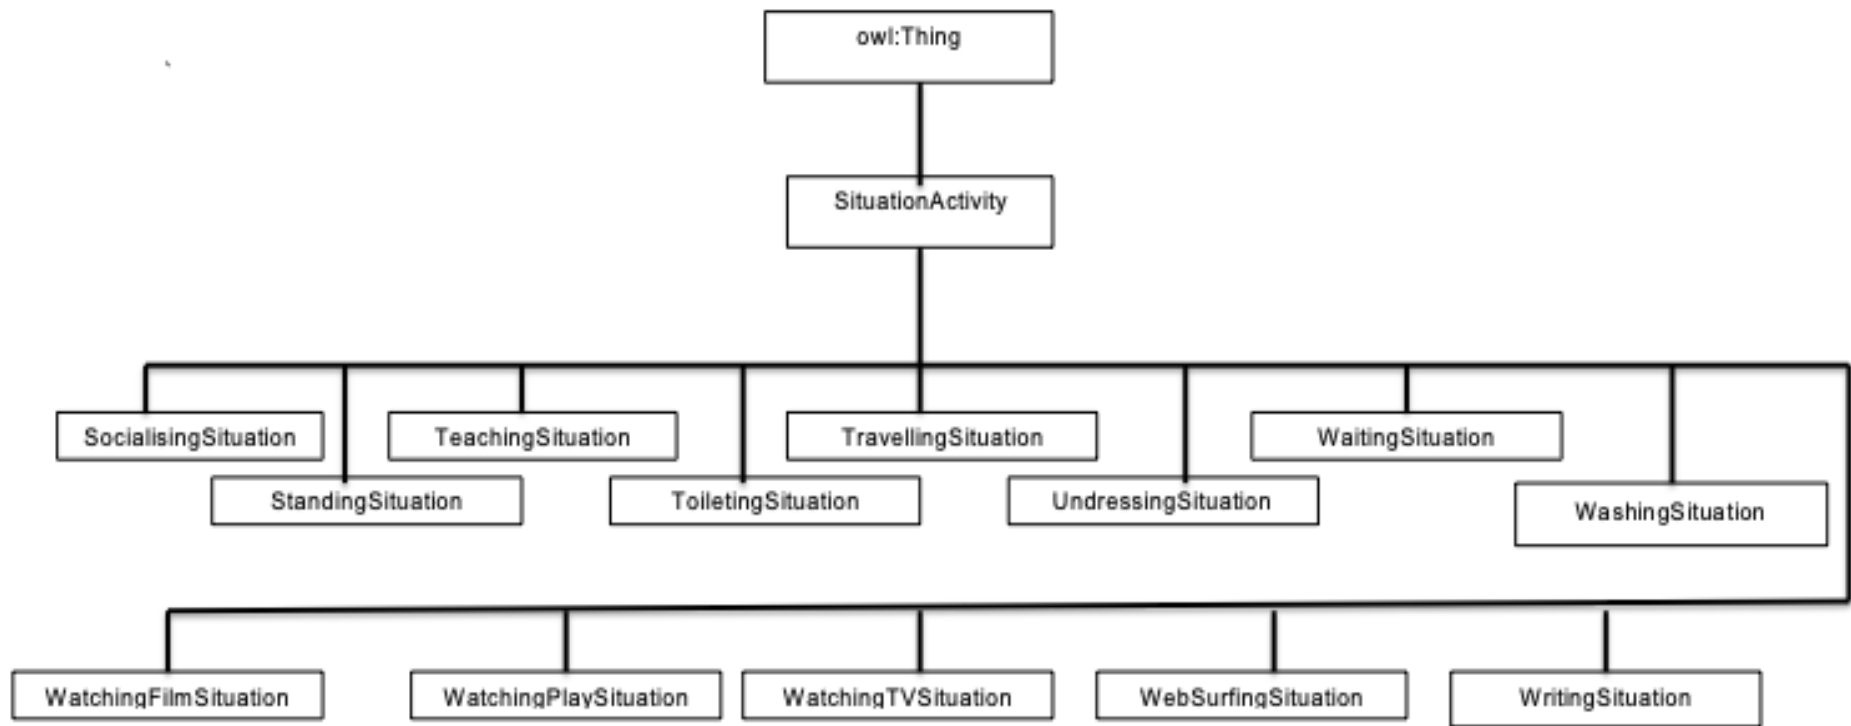 owl:Thing
SituationActivity
SocialisingSituation
TeachingSituation
TravellingSituation
WaitingSituation
StandingSituation
ToiletingSituation
UndressingSituation
WashingSituation
WatchingFilmSituation
WatchingPlaySituation
WatchingTVSituation
WebSurfingSituation
WritingSituation